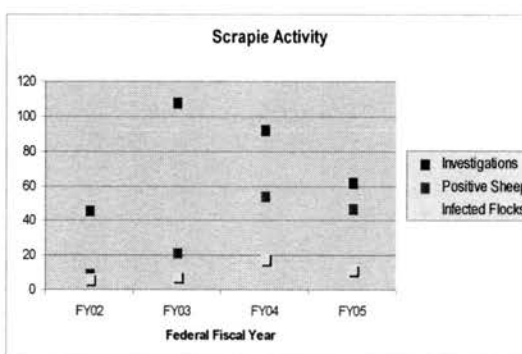 Scrapie Activity
120
100
80
60
40
20
0
FY02
FY03
FY04
FY05
Federal Fiscal Year
Investigations
Positive Sheep
Infected Flocks